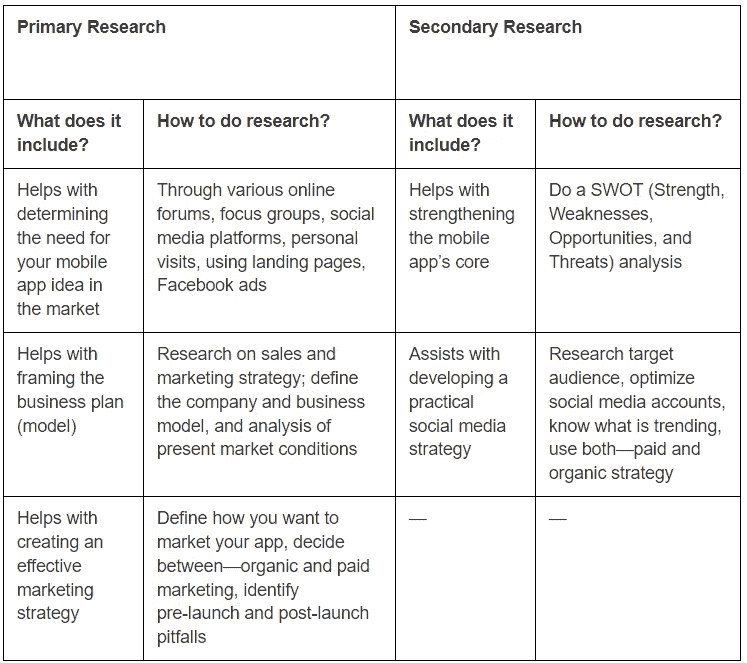 Primary Research
Secondary Research
What does it
include?
How to do research?
What does it
include?
How to do research?
Helps with
determining
the need for
your mobile
app idea in
the market
Through various online
forums, focus groups, social
media platforms, personal
visits, using landing pages,
Facebook ads
Helps with
strengthening
the mobile
app’s core
Do a SWOT (Strength,
Weaknesses,
Opportunities, and
Threats) analysis
Helps with
framing the
business plan
(model)
Research on sales and
marketing strategy; define
the company and business
model, and analysis of
present market conditions
Assists with
developing a
practical
social media
strategy
Research target
audience, optimize
social media accounts,
know what is trending,
use both—paid and
organic strategy
Helps with
creating an
effective
marketing
strategy
Define how you want to
market your app, decide
between—organic and paid
marketing, identify
pre-launch and post-launch
pitfalls
—
—